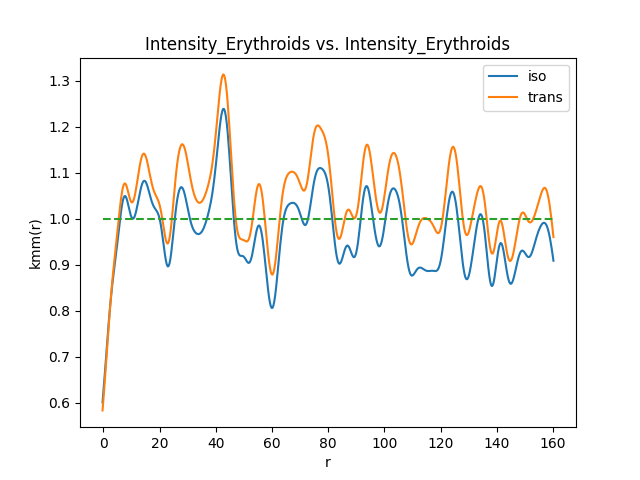 Intensity_Erythroids vs. Intensity_Erythroids
iso
trans
kmm(r)
1.3
1.2
1.1
1.0
0.9
0.8
0.7
0.6
0 20 40 60 80 100 120 140 160
r